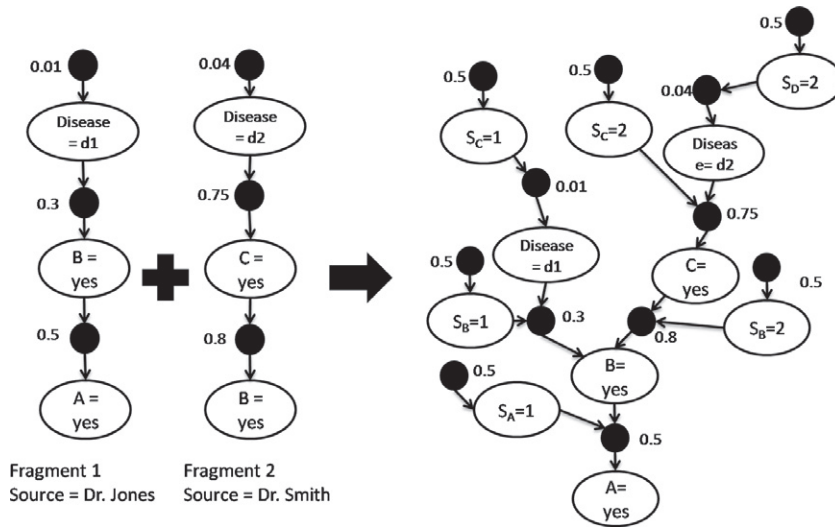 0.01
Disease
= d1
0.3
B =
yes
0.5
A =
yes
Fragment 1
Source = Dr. Jones
0.04
Disease
= d2
0.75
C =
yes
0.8
B =
yes
Fragment 2
Source = Dr. Smith
0.5
S_C=1
0.01
Disease
= d1
0.5
S_B=1
0.3
0.5
S_C=2
0.5
S_D=2
0.04
Diseas
e= d2
0.75
C=
yes
0.5
S_B=2
0.8
B=
yes
0.5
S_A=1
0.5
A=
yes